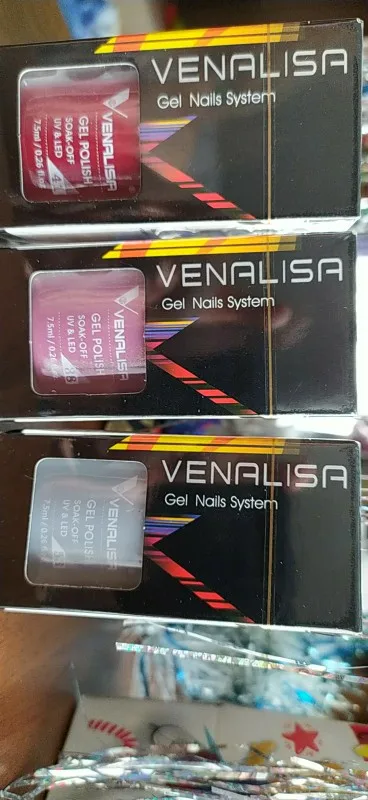 VENALISA
Gel Nails System
VENALISA
GEL POLISH
SOAK-OFF
UV & LED
7.5ml / 0.26 fl.oz
VENALISA
Gel Nails System
VENALISA
GEL POLISH
SOAK-OFF
UV & LED
7.5ml / 0.26
VENALISA
Gel Nails System
VENALISA
GEL POLISH
SOAK-OFF
UV & LED
7.5ml / 0.26